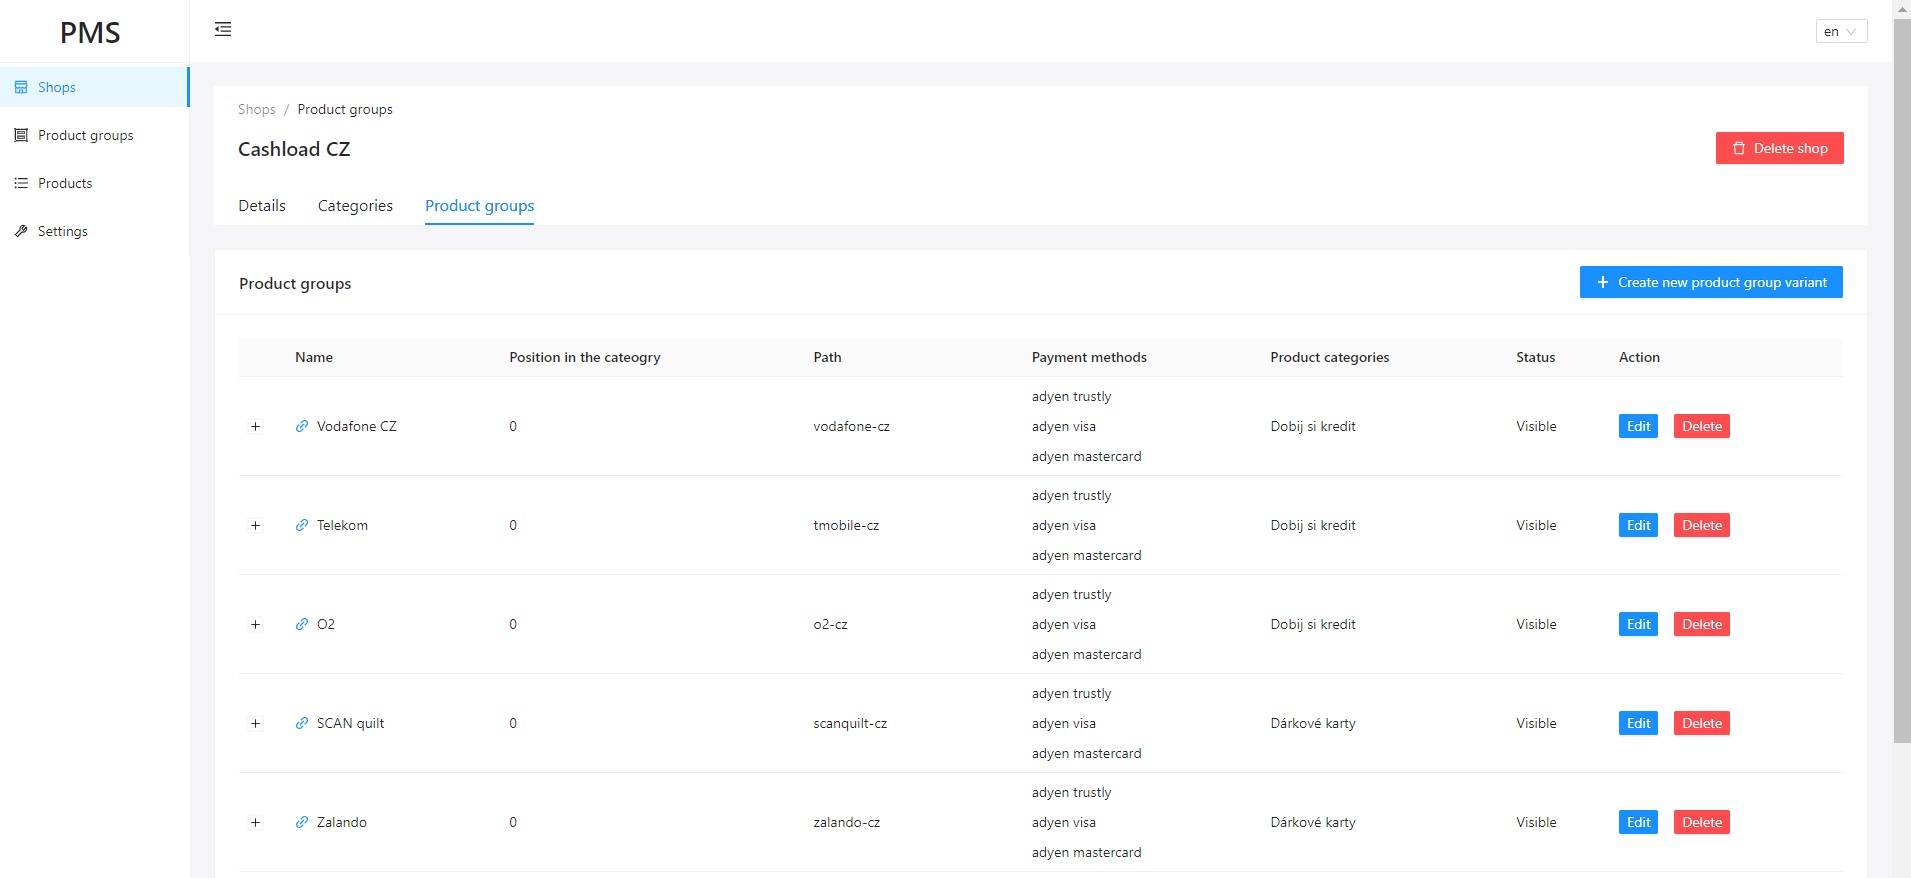 PMS
en
Shops
Product groups
Products
Settings
Shops / Product groups
Cashload CZ
Delete shop
Details Categories Product groups
Product groups
+ Create new product group variant
Name Position in the cateogry Path Payment methods Product categories Status Action
adyen trustly
+ Vodafone CZ 0 vodafone-cz adyen visa Dobij si kredit Visible Edit Delete
adyen mastercard
adyen trustly
+ Telekom 0 tmobile-cz adyen visa Dobij si kredit Visible Edit Delete
adyen mastercard
adyen trustly
+ O2 0 o2-cz adyen visa Dobij si kredit Visible Edit Delete
adyen mastercard
adyen trustly
+ SCAN quilt 0 scanquilt-cz adyen visa Dárkové karty Visible Edit Delete
adyen mastercard
adyen trustly
+ Zalando 0 zalando-cz adyen visa Dárkové karty Visible Edit Delete
adyen mastercard